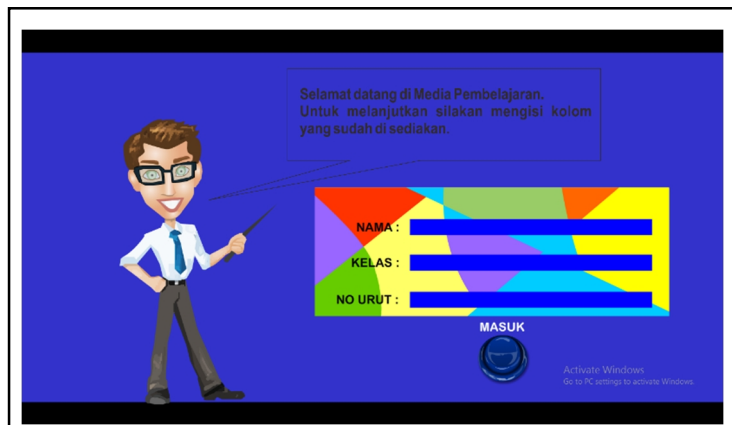 Selamat datang di Media Pembelajaran.
Untuk melanjutkan silakan mengisi kolom
yang sudah di sediakan.
NAMA :
KELAS :
NO URUT :
MASUK
Activate Windows
Go to PC settings to activate Windows.